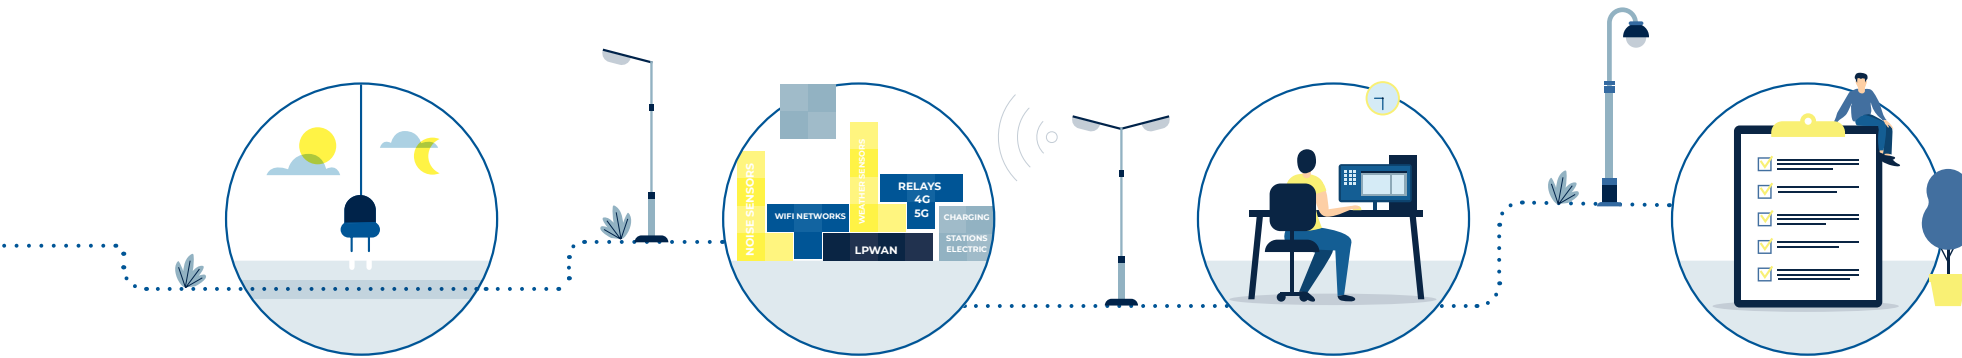 NOISE SENSORS
WIFI NETWORKS
WEATHER SENSORS
RELAYS
4G
5G
LPWAN
CHARGING
STATIONS
ELECTRIC